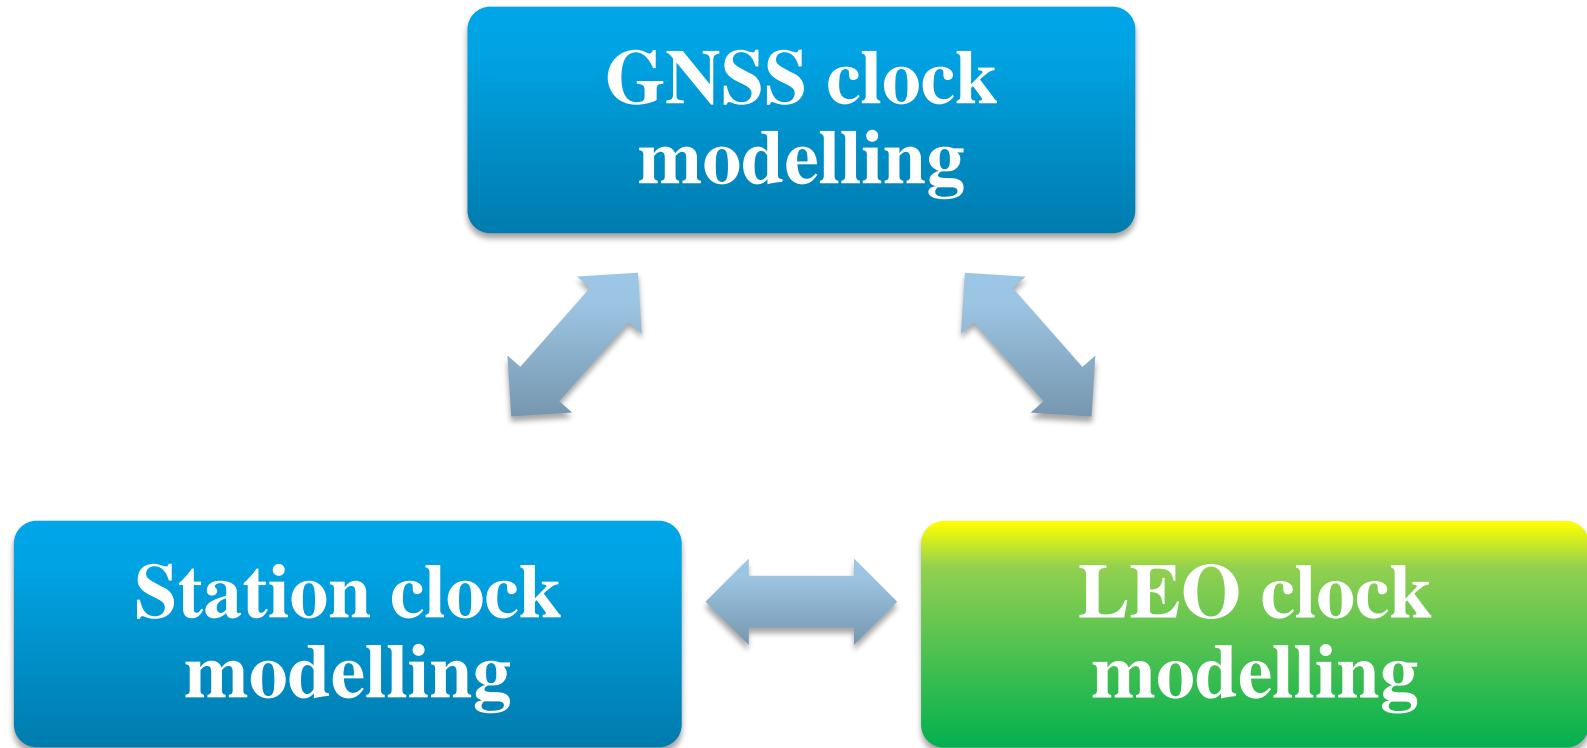 GNSS clock
modelling
Station clock
modelling
LEO clock
modelling